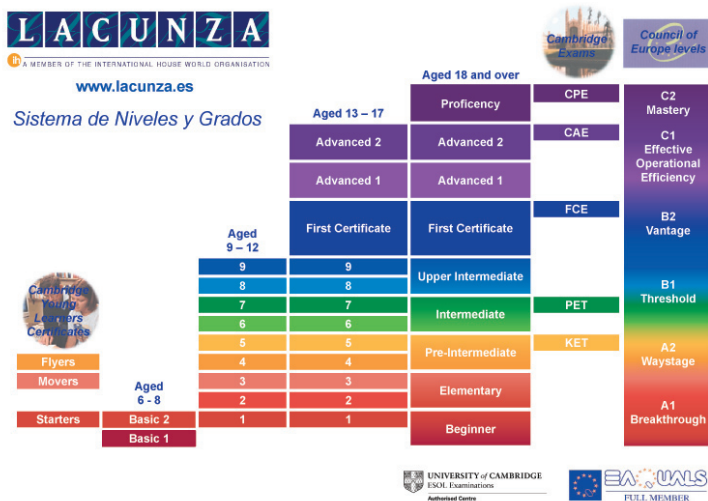 LACUNZA
ih A MEMBER OF THE INTERNATIONAL HOUSE WORLD ORGANISATION
www.lacunza.es
Sistema de Niveles y Grados
Cambridge
Exams
Council of
Europe levels
Aged 18 and over
Proficency
CPE
C2
Mastery
Aged 13 – 17
Advanced 2
Advanced 2
CAE
C1
Effective
Operational
Efficiency
Advanced 1
Advanced 1
First Certificate
First Certificate
FCE
B2
Vantage
Aged
9 – 12
9
9
Upper Intermediate
8
8
B1
Threshold
7
7
Intermediate
PET
6
6
Cambridge
Young
Learners
Certificates
5
5
Pre-Intermediate
KET
A2
Waystage
Flyers
4
4
Movers
Aged
6 - 8
3
3
Elementary
2
2
A1
Breakthrough
Starters
Basic 2
1
1
Beginner
Basic 1
UNIVERSITY of CAMBRIDGE
ESOL Examinations
Authorised Centre
EAQUALS
FULL MEMBER